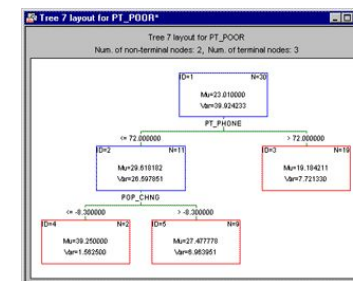 Tree 7 layout for PT_POOR*
Tree 7 layout for PT_POOR
Num. of non-terminal nodes: 2, Num. of terminal nodes: 3
ID=1 N=30
Mu=23.010000
Var=39.924233
PT_PHONE
<= 72.000000 > 72.000000
ID=2 N=11
Mu=29.618182
Var=26.597851
ID=3 N=19
Mu=19.184211
Var=7.721330
POP_CHNG
<= -8.300000 > -8.300000
ID=4 N=2
Mu=39.250000
Var=1.562500
ID=5 N=9
Mu=27.477778
Var=6.963951